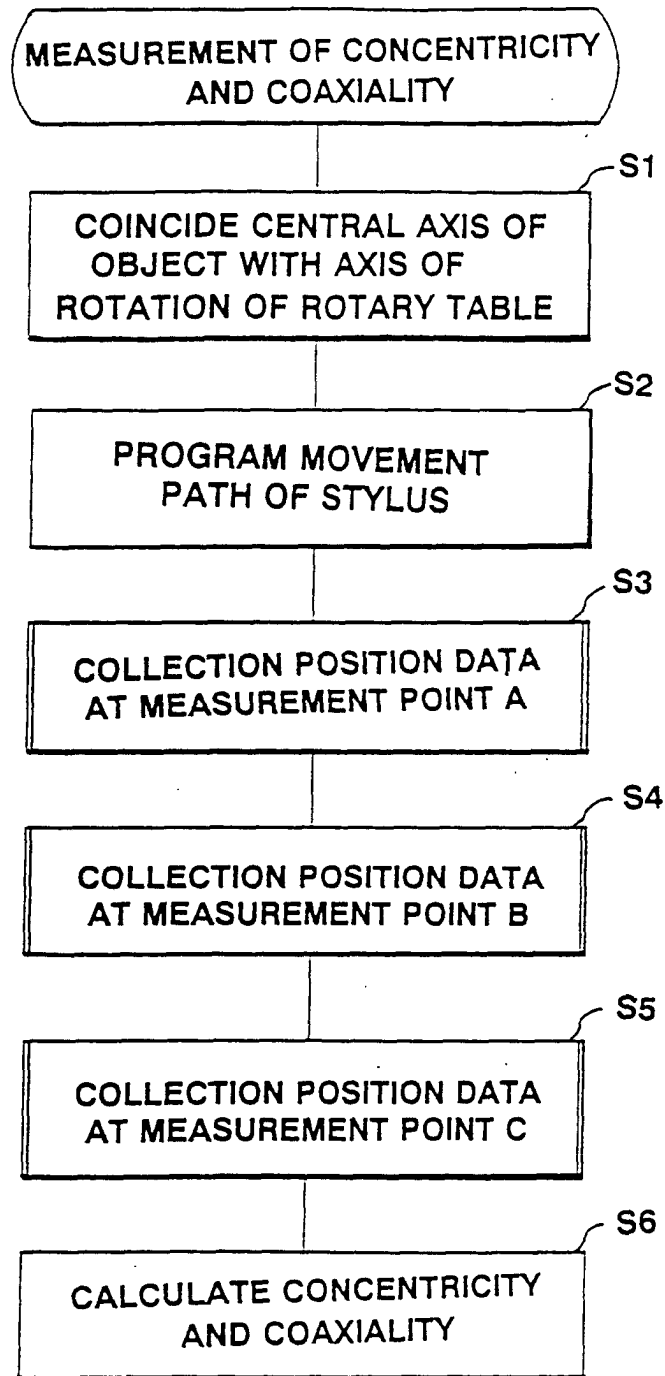 MEASUREMENT OF CONCENTRICITY
AND COAXIALITY
S1
COINCIDE CENTRAL AXIS OF
OBJECT WITH AXIS OF
ROTATION OF ROTARY TABLE
S2
PROGRAM MOVEMENT
PATH OF STYLUS
S3
COLLECTION POSITION DATA
AT MEASUREMENT POINT A
S4
COLLECTION POSITION DATA
AT MEASUREMENT POINT B
S5
COLLECTION POSITION DATA
AT MEASUREMENT POINT C
S6
CALCULATE CONCENTRICITY
AND COAXIALITY